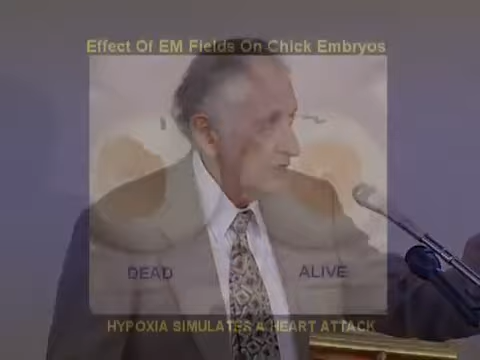 Effect Of EM Fields On Chick Embryos
DEAD
ALIVE
HYPOXIA SIMULATES A HEART ATTACK